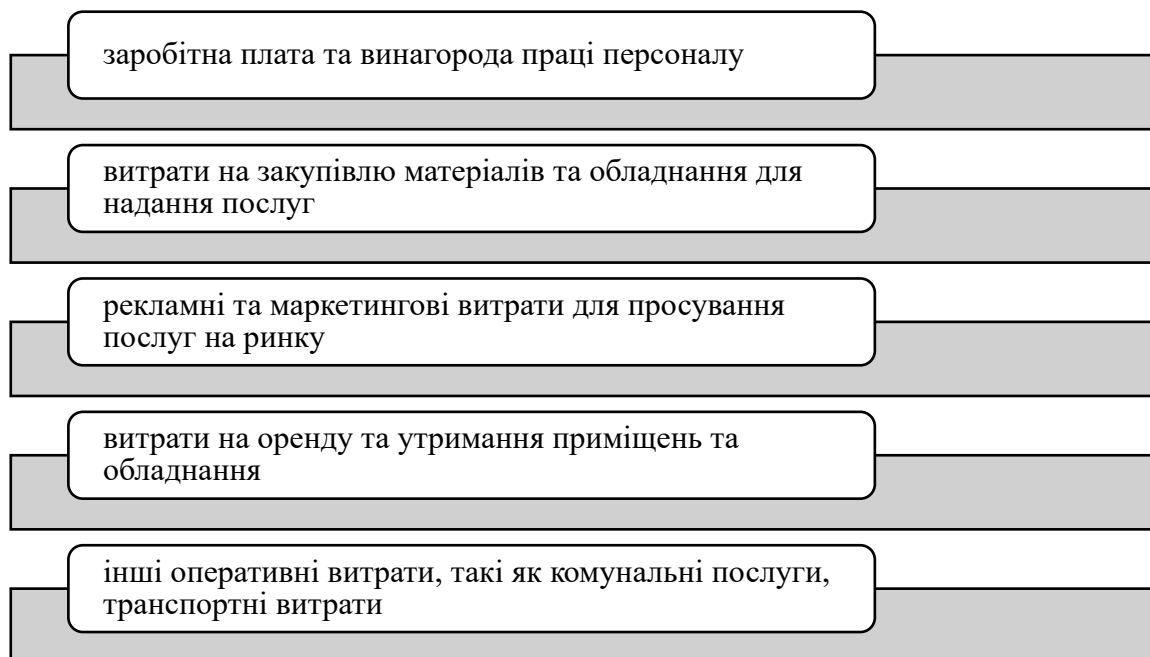 заробітна плата та винагорода праці персоналу
витрати на закупівлю матеріалів та обладнання для
надання послуг
рекламні та маркетингові витрати для просування
послуг на ринку
витрати на оренду та утримання приміщень та
обладнання
інші оперативні витрати, такі як комунальні послуги,
транспортні витрати